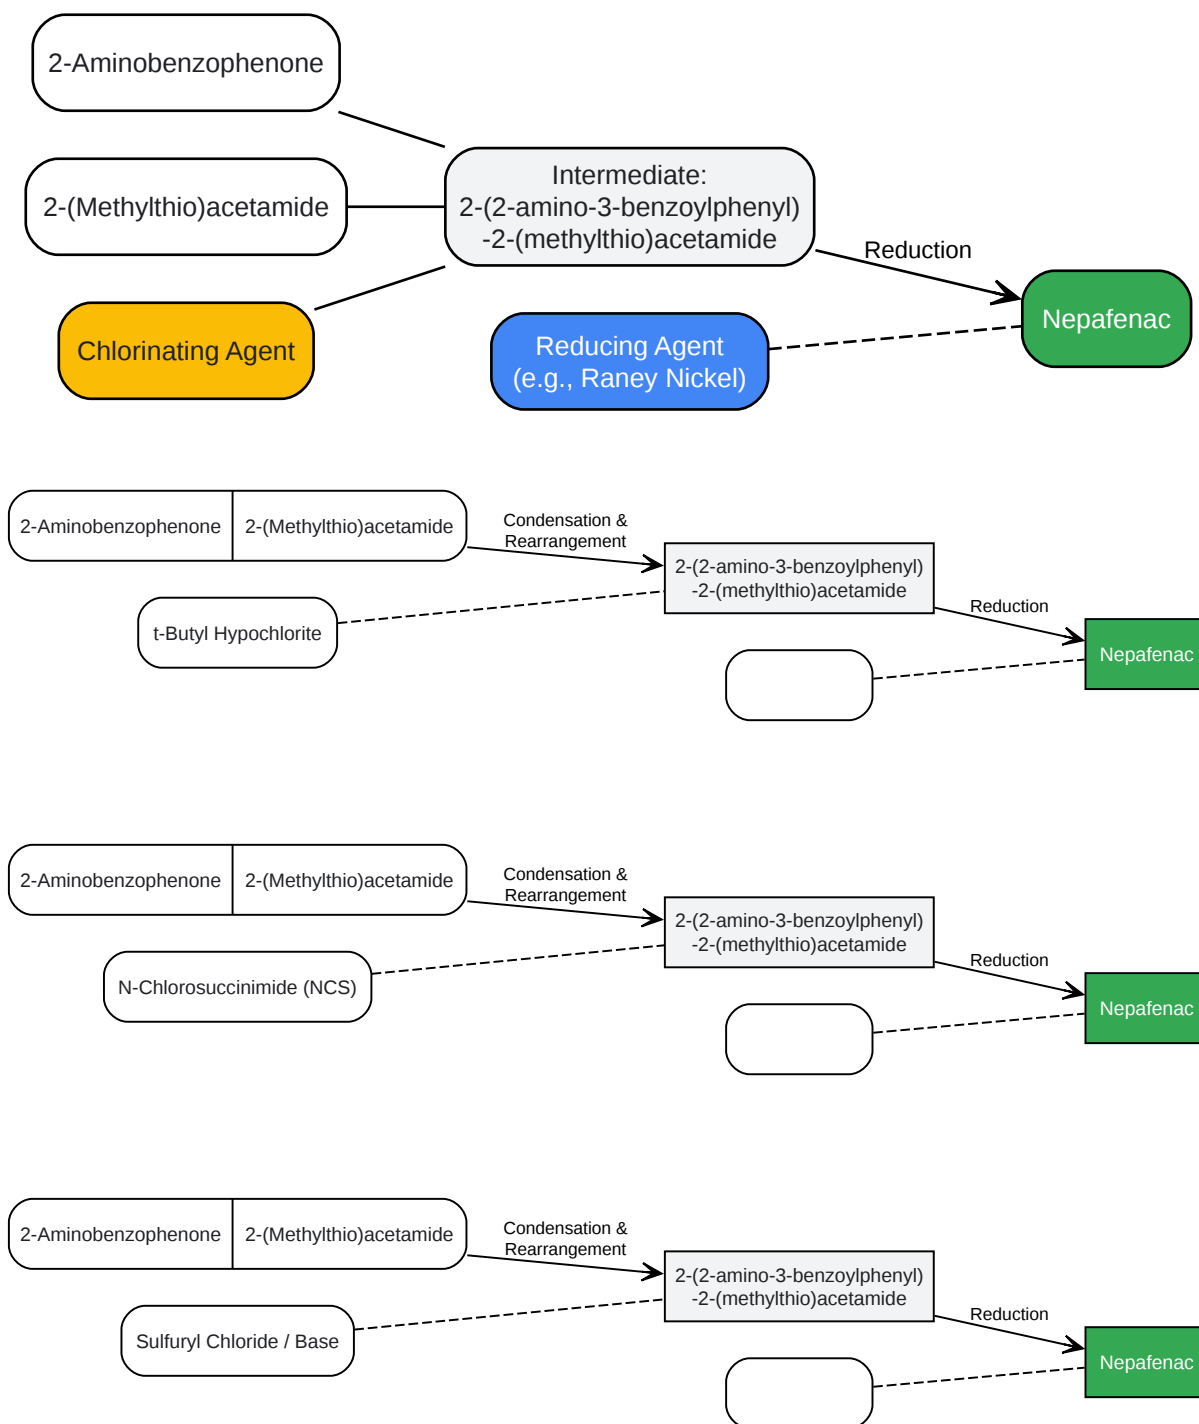 2-Aminobenzophenone
2-(Methylthio)acetamide
Chlorinating Agent
Intermediate:
2-(2-amino-3-benzoylphenyl)
-2-(methylthio)acetamide
Reduction
Reducing Agent
(e.g., Raney Nickel)
Nepafenac
2-Aminobenzophenone
2-(Methylthio)acetamide
Condensation &
Rearrangement
t-Butyl Hypochlorite
2-(2-amino-3-benzoylphenyl)
-2-(methylthio)acetamide
Reduction
Nepafenac
2-Aminobenzophenone
2-(Methylthio)acetamide
Condensation &
Rearrangement
N-Chlorosuccinimide (NCS)
2-(2-amino-3-benzoylphenyl)
-2-(methylthio)acetamide
Reduction
Nepafenac
2-Aminobenzophenone
2-(Methylthio)acetamide
Condensation &
Rearrangement
Sulfuryl Chloride / Base
2-(2-amino-3-benzoylphenyl)
-2-(methylthio)acetamide
Reduction
Nepafenac